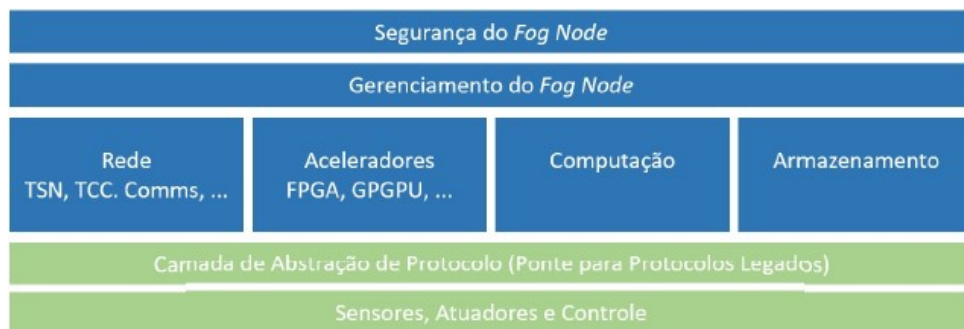 Segurança do Fog Node
Gerenciamento do Fog Node
Rede
TSN, TCC. Comms, ...
Aceleradores
FPGA, GPGPU, ...
Computação
Armazenamento
Camada de Abstração de Protocolo (Ponte para Protocolos Legados)
Sensores, Atuadores e Controle